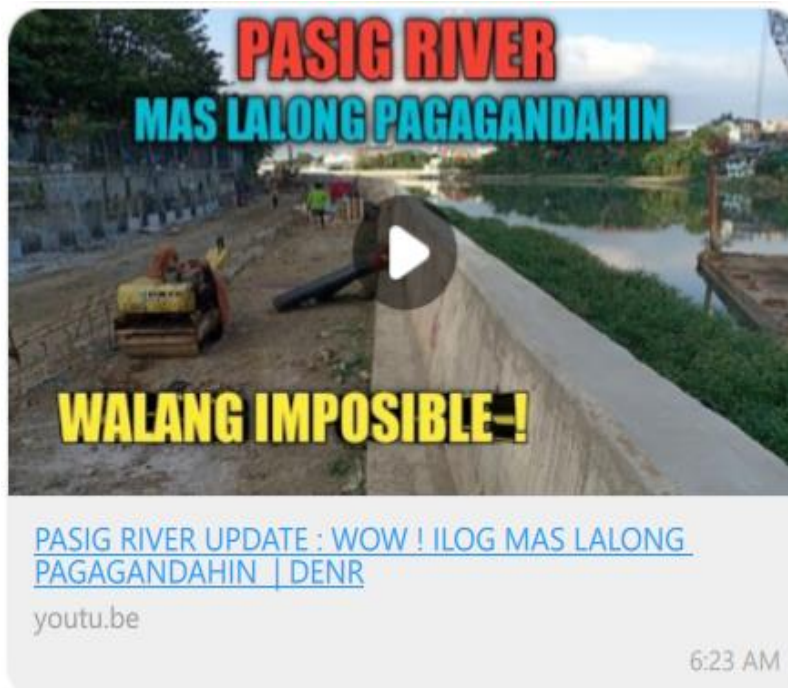 PASIG RIVER
MAS LALONG PAGAGANDAHIN
WALANG IMPOSIBLE !
PASIG RIVER UPDATE : WOW ! ILOG MAS LALONG
PAGAGANDAHIN | DENR
youtu.be
6:23 AM